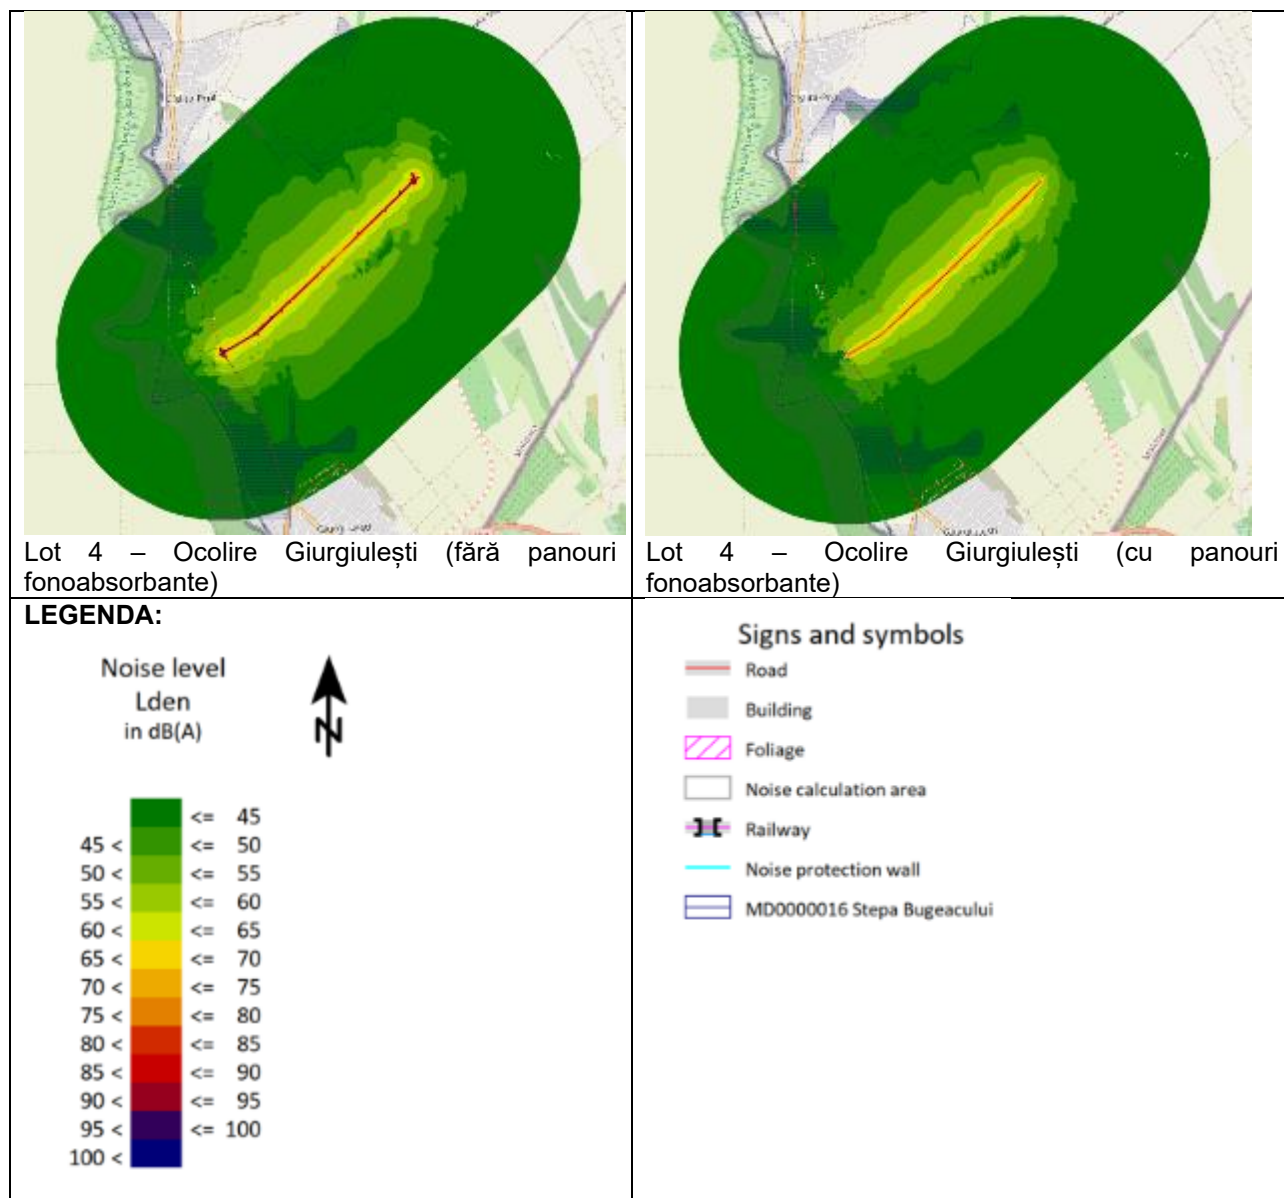 Lot 4 – Ocolire Giurgiulești (fără panouri
fonoabsorbante)
Lot 4 – Ocolire Giurgiulești (cu panouri
fonoabsorbante)
LEGENDA:
Noise level
Lden
in dB(A)
N
<= 45
45 < <= 50
50 < <= 55
55 < <= 60
60 < <= 65
65 < <= 70
70 < <= 75
75 < <= 80
80 < <= 85
85 < <= 90
90 < <= 95
95 < <= 100
100 <
Signs and symbols
Road
Building
Foliage
Noise calculation area
Railway
Noise protection wall
MD0000016 Stepa Bugeacului